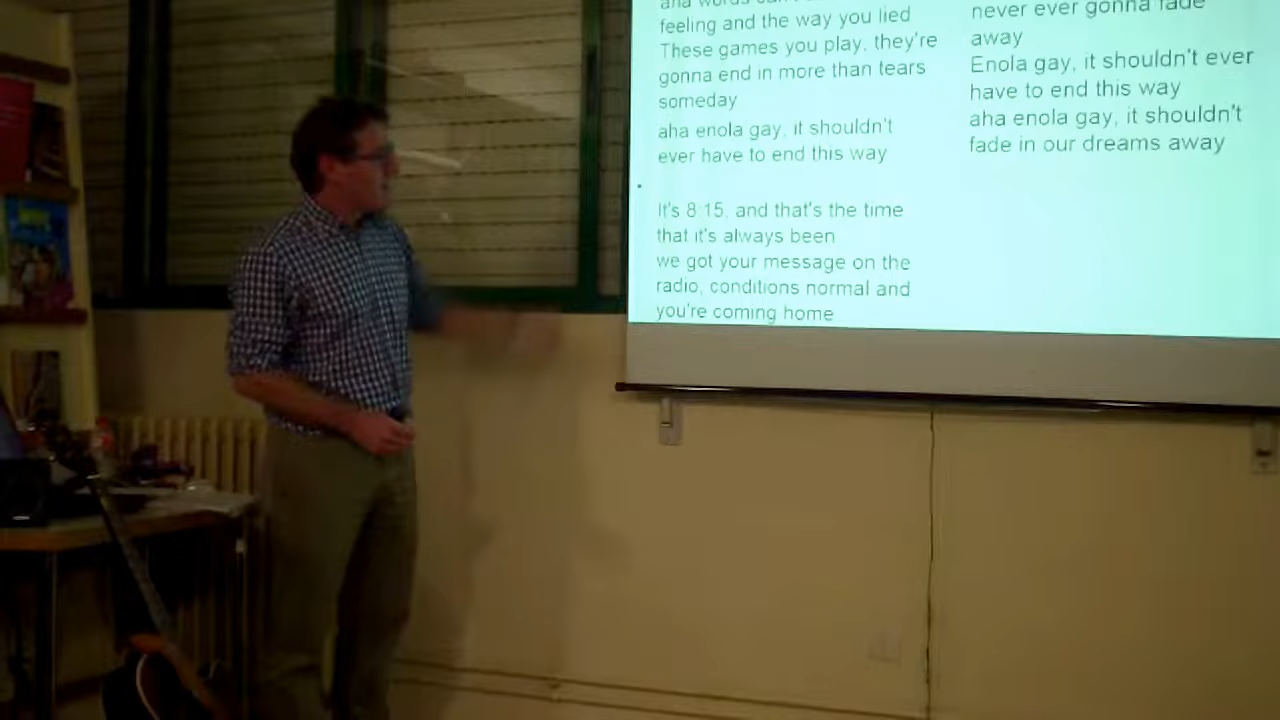 feeling and the way you lied
These games you play, they're
gonna end in more than tears
someday
aha enola gay, it shouldn't
ever have to end this way
It's 8:15, and that's the time
that it's always been
we got your message on the
radio, conditions normal and
you're coming home
never ever gonna fade
away
Enola gay, it shouldn't ever
have to end this way
aha enola gay, it shouldn't
fade in our dreams away